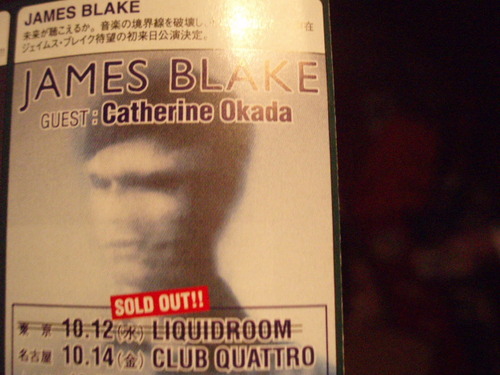 JAMES BLAKE
未来が聴こえるか。音楽の境界線を破壊し、
ジェイムス・ブレイク待望の初来日公演決定。
JAMES BLAKE
GUEST : Catherine Okada
SOLD OUT!!
東京 10.12(水) LIQUIDROOM
名古屋 10.14(金) CLUB QUATTRO